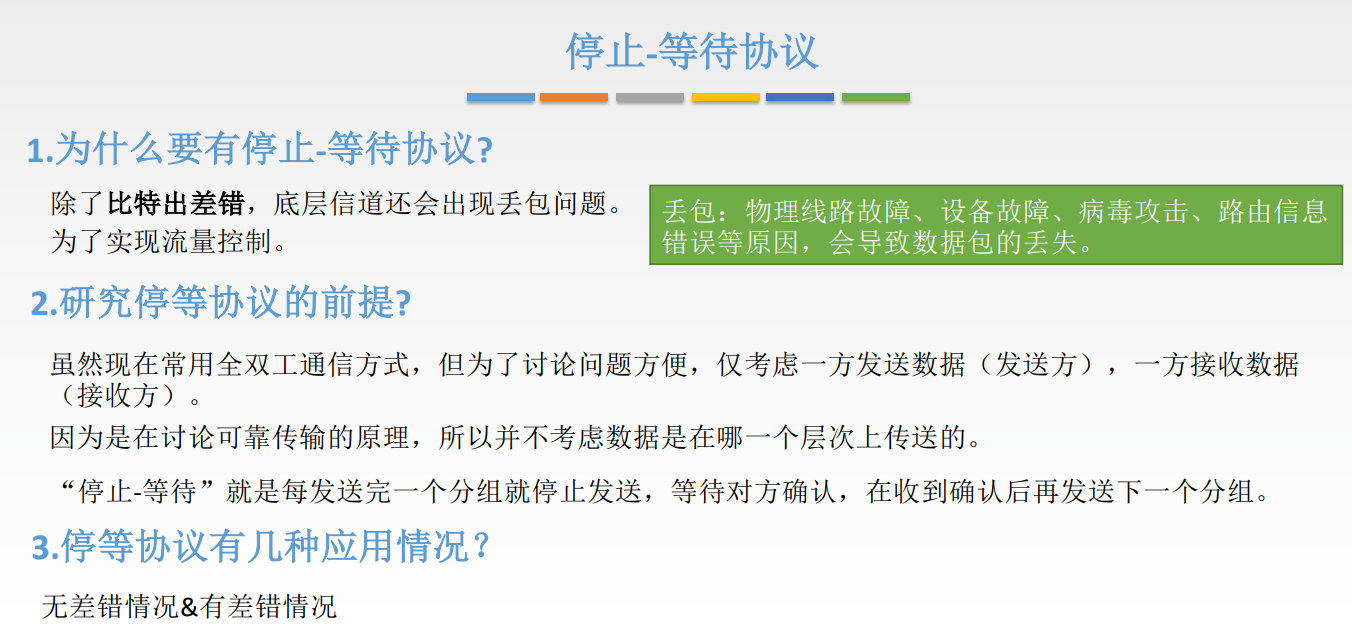 停止-等待协议
1.为什么要有停止-等待协议?
除了比特出差错，底层信道还会出现丢包问题。
为了实现流量控制。
丢包：物理线路故障、设备故障、病毒攻击、路由信息
错误等原因，会导致数据包的丢失。
2.研究停等协议的前提?
虽然现在常用全双工通信方式，但为了讨论问题方便，仅考虑一方发送数据（发送方），一方接收数据
（接收方）。
因为是在讨论可靠传输的原理，所以并不考虑数据是在哪一个层次上传送的。
“停止-等待”就是每发送完一个分组就停止发送，等待对方确认，在收到确认后再发送下一个分组。
3.停等协议有几种应用情况？
无差错情况&有差错情况